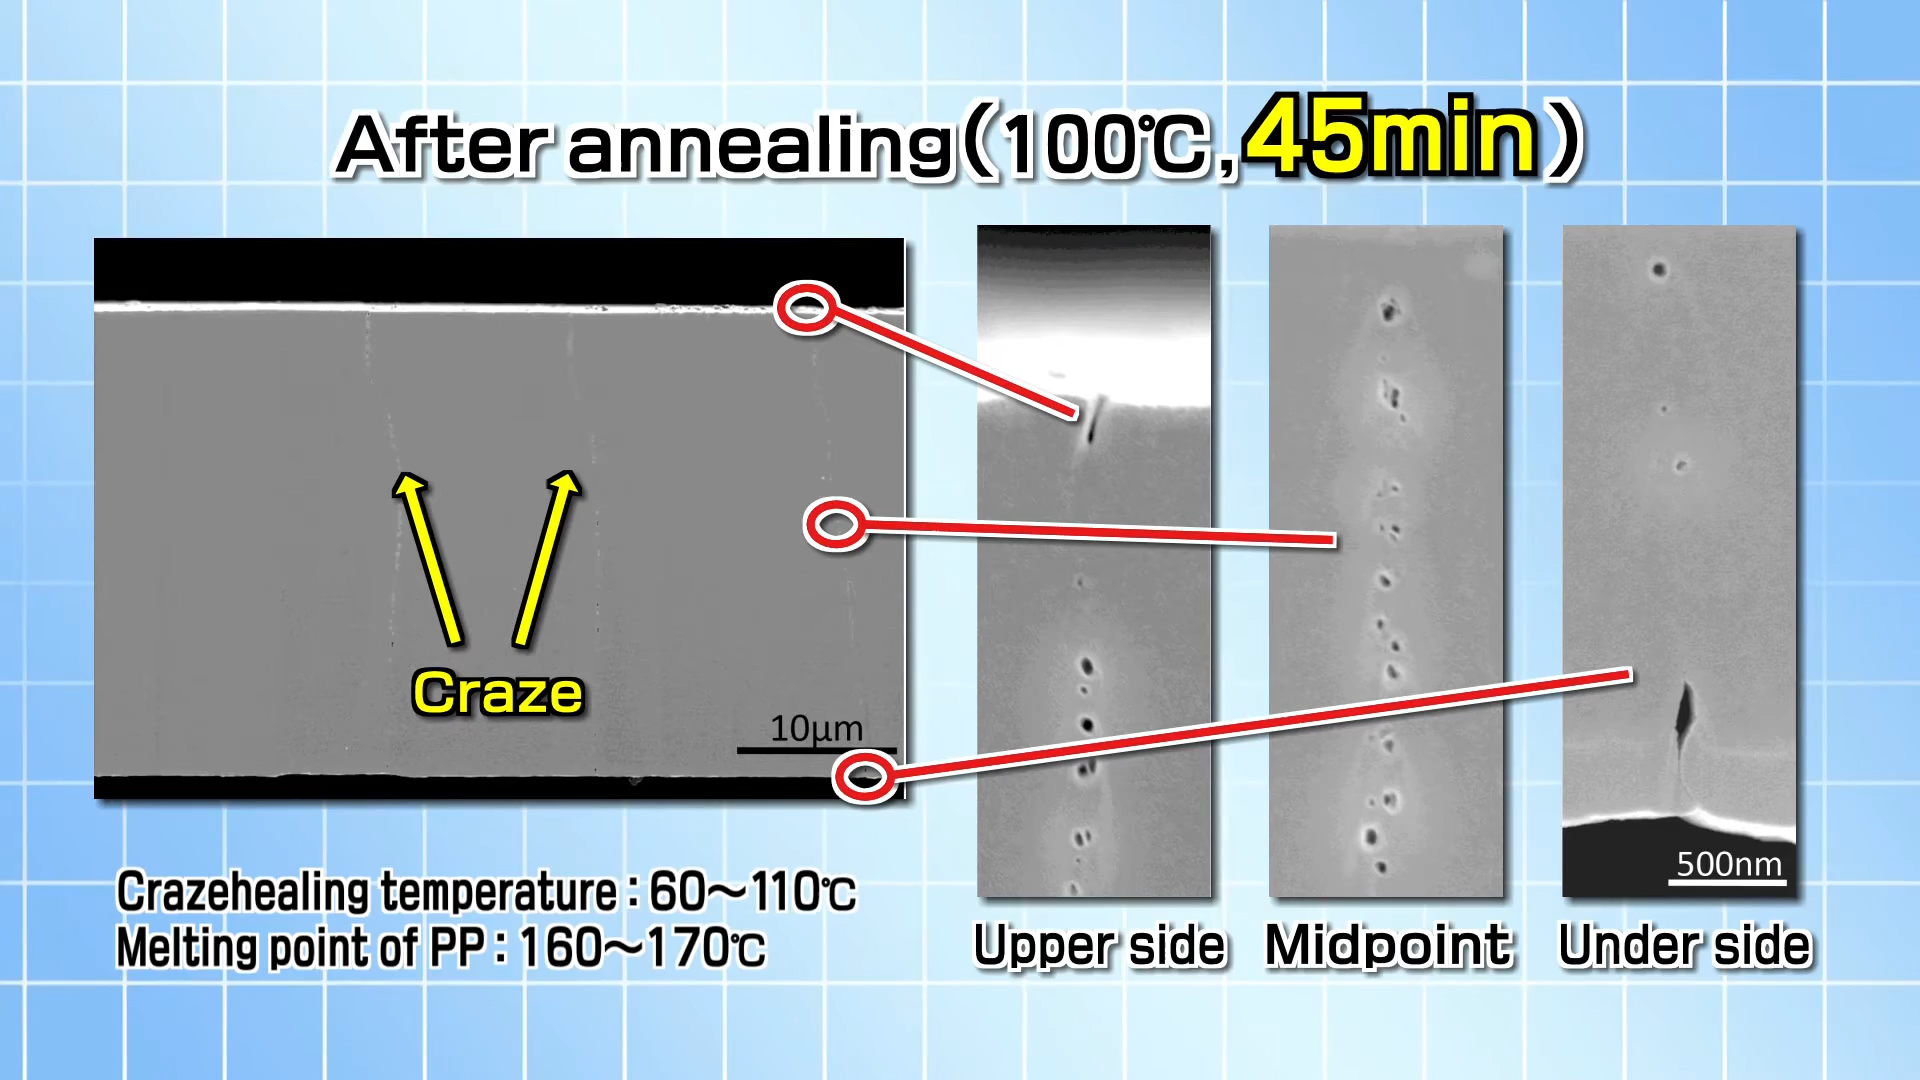 After annealing(100℃,45min)
Craze
10µm
500nm
Upper side
Midpoint
Under side
Crazehealing temperature:60～110℃
Melting point of PP:160～170℃